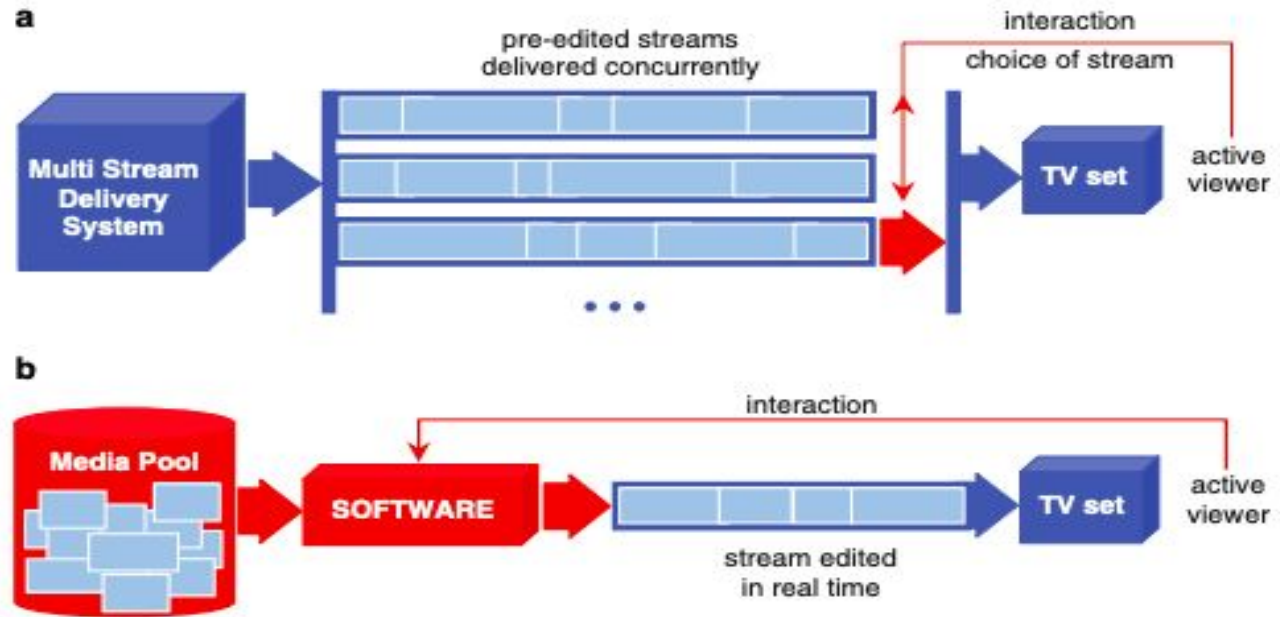 a
interaction
pre-edited streams
delivered concurrently
choice of stream
Multi Stream
Delivery
System
TV set
active
viewer
...
b
interaction
Media Pool
SOFTWARE
TV set
active
viewer
stream edited
in real time